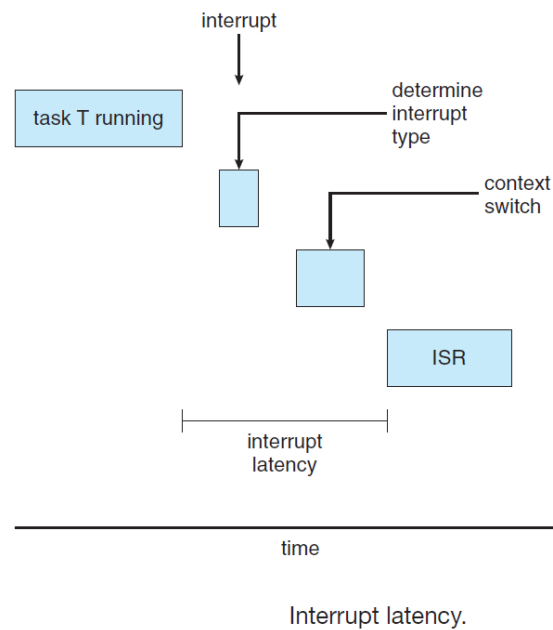 interrupt
task T running
determine
interrupt
type
context
switch
ISR
interrupt
latency
time
Interrupt latency.